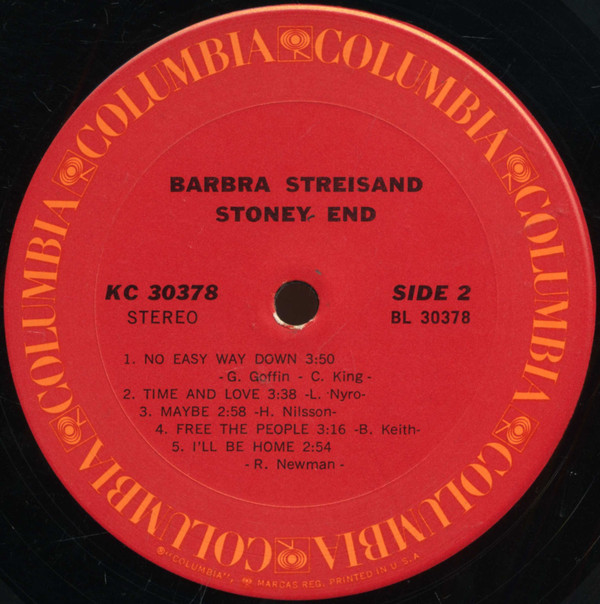 COLUMBIA COLUMBIA COLUMBIA COLUMBIA COLUMBIA COLUMBIA
BARBRA STREISAND
STONEY END
KC 30378 SIDE 2
STEREO BL 30378
1. NO EASY WAY DOWN 3:50
-G. Goffin - C. King-
2. TIME AND LOVE 3:38 -L. Nyro-
3. MAYBE 2:58 -H. Nilsson-
4. FREE THE PEOPLE 3:16 -B. Keith-
5. I'LL BE HOME 2:54
-R. Newman-
®"COLUMBIA", MARCAS REG. PRINTED IN U.S.A.